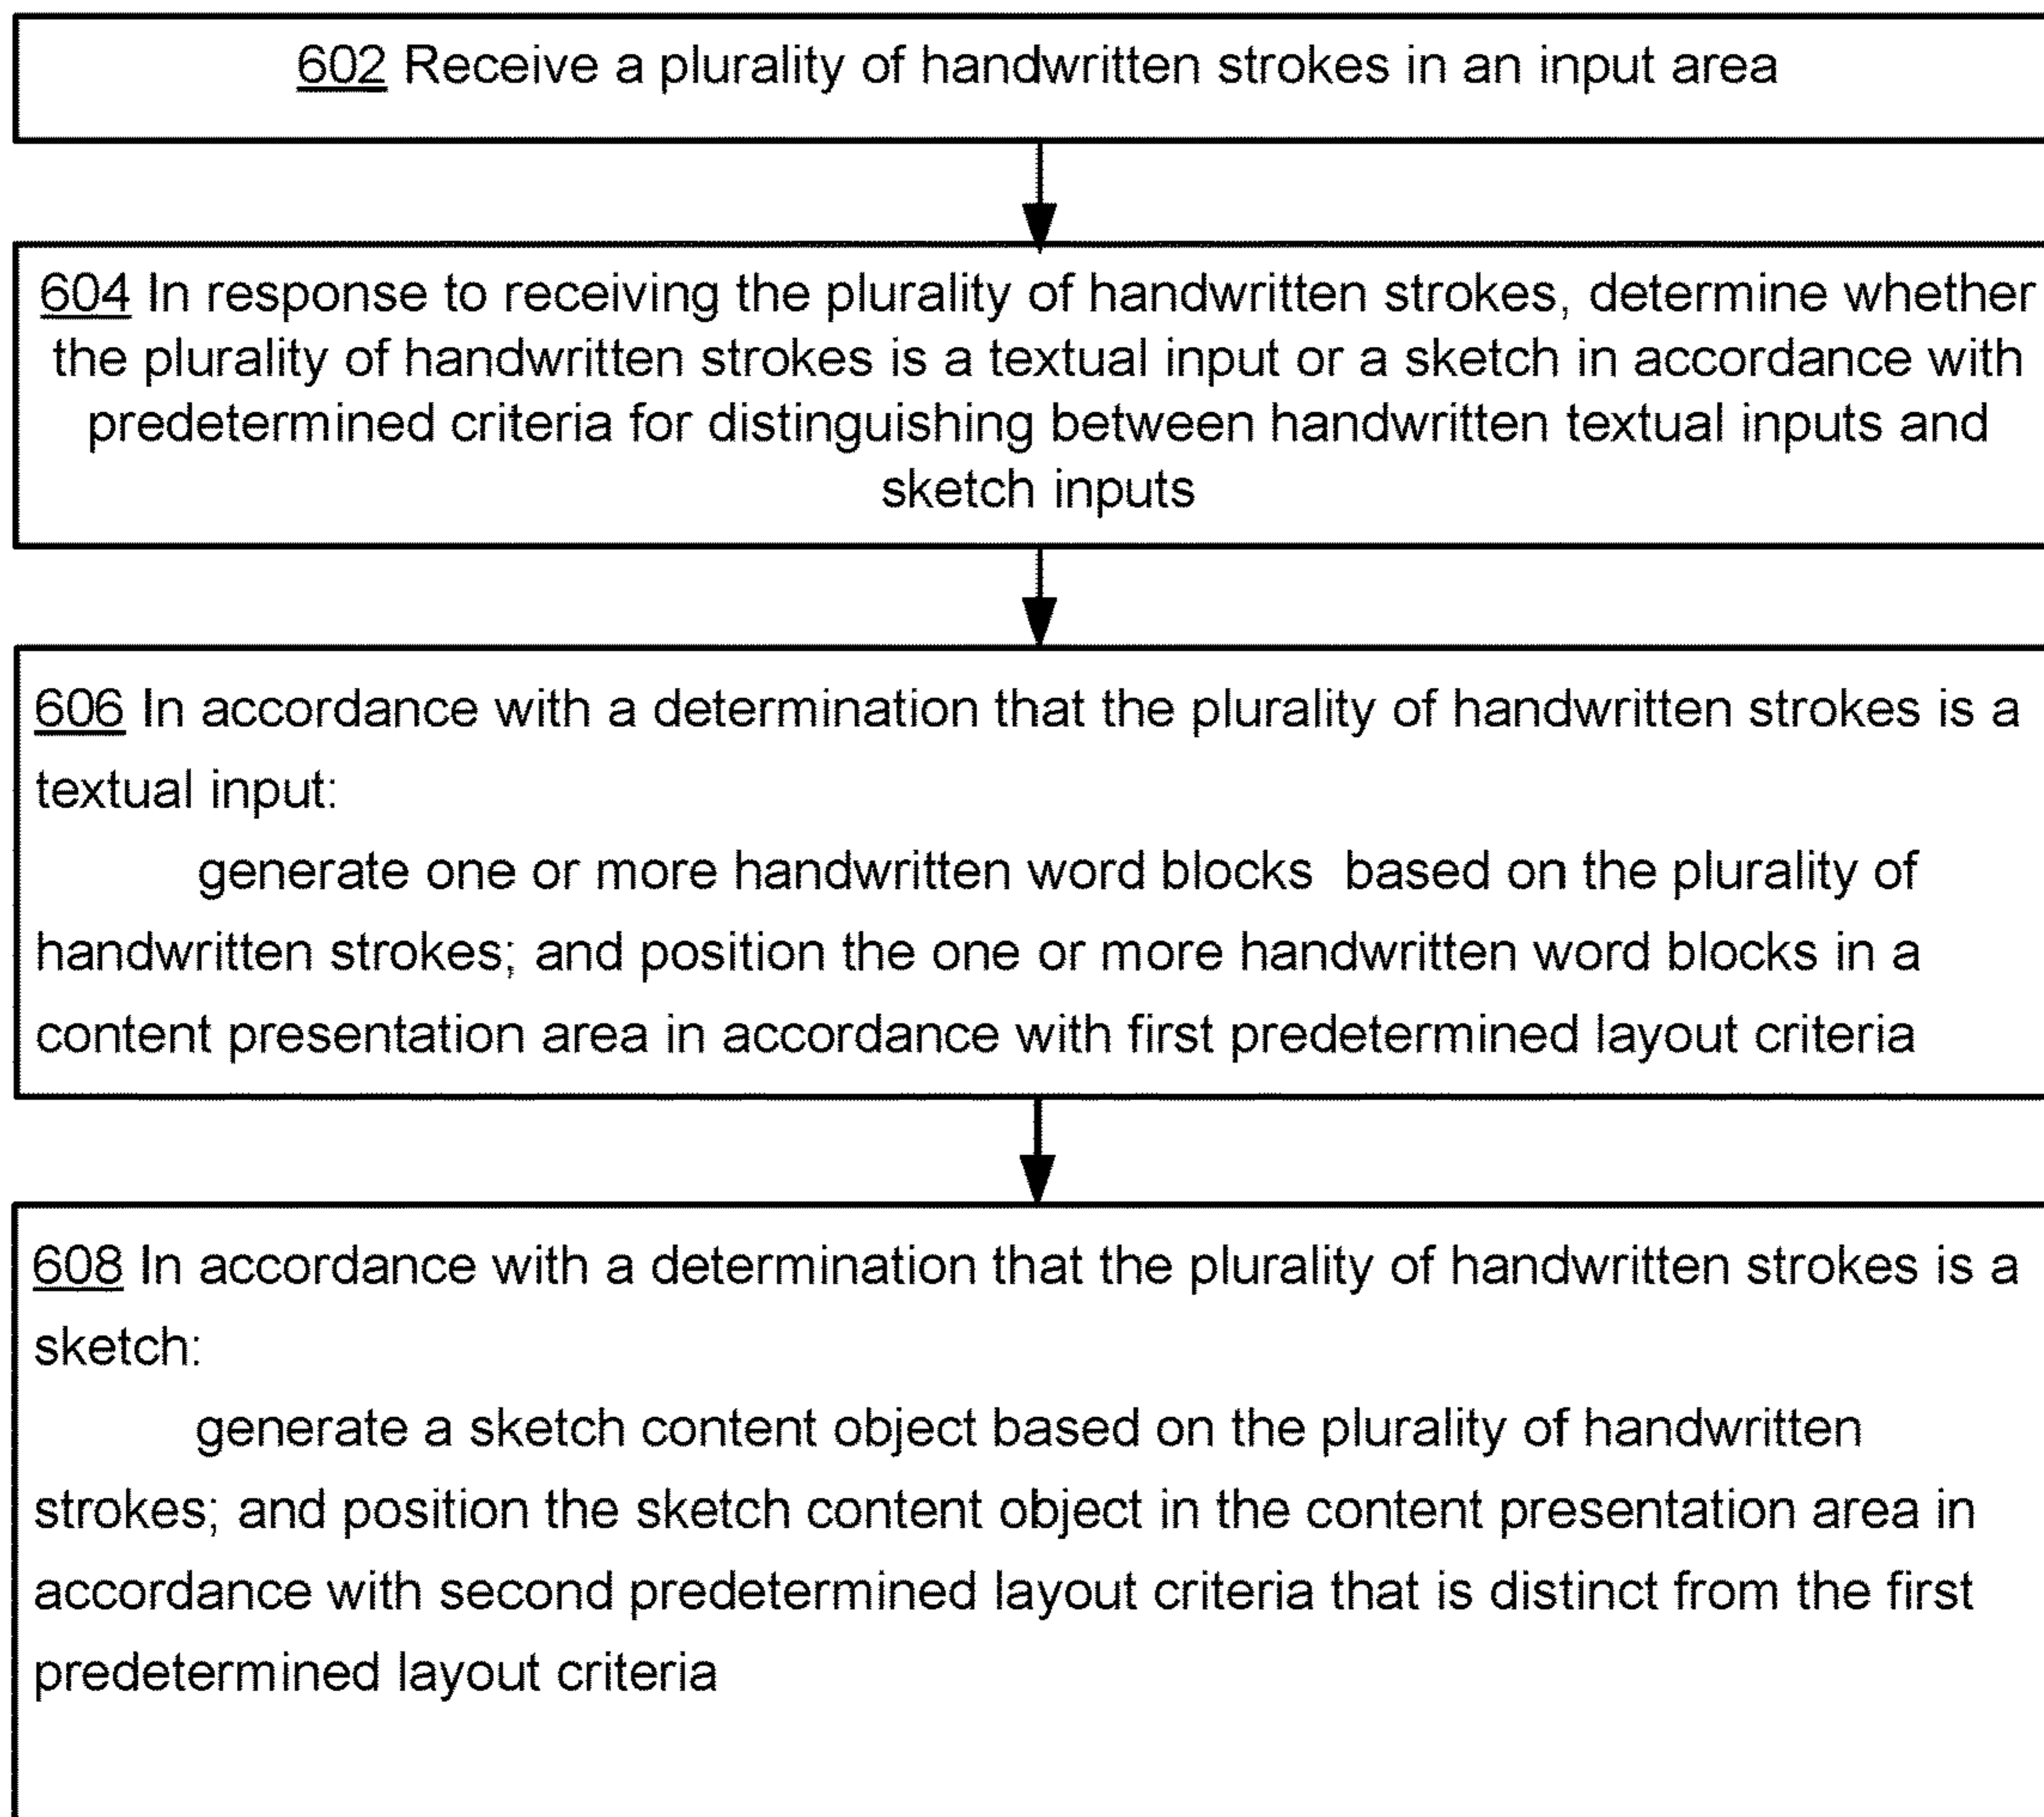 602 Receive a plurality of handwritten strokes in an input area
604 In response to receiving the plurality of handwritten strokes, determine whether
the plurality of handwritten strokes is a textual input or a sketch in accordance with
predetermined criteria for distinguishing between handwritten textual inputs and
sketch inputs
606 In accordance with a determination that the plurality of handwritten strokes is a
textual input:
generate one or more handwritten word blocks based on the plurality of
handwritten strokes; and position the one or more handwritten word blocks in a
content presentation area in accordance with first predetermined layout criteria
608 In accordance with a determination that the plurality of handwritten strokes is a
sketch:
generate a sketch content object based on the plurality of handwritten
strokes; and position the sketch content object in the content presentation area in
accordance with second predetermined layout criteria that is distinct from the first
predetermined layout criteria